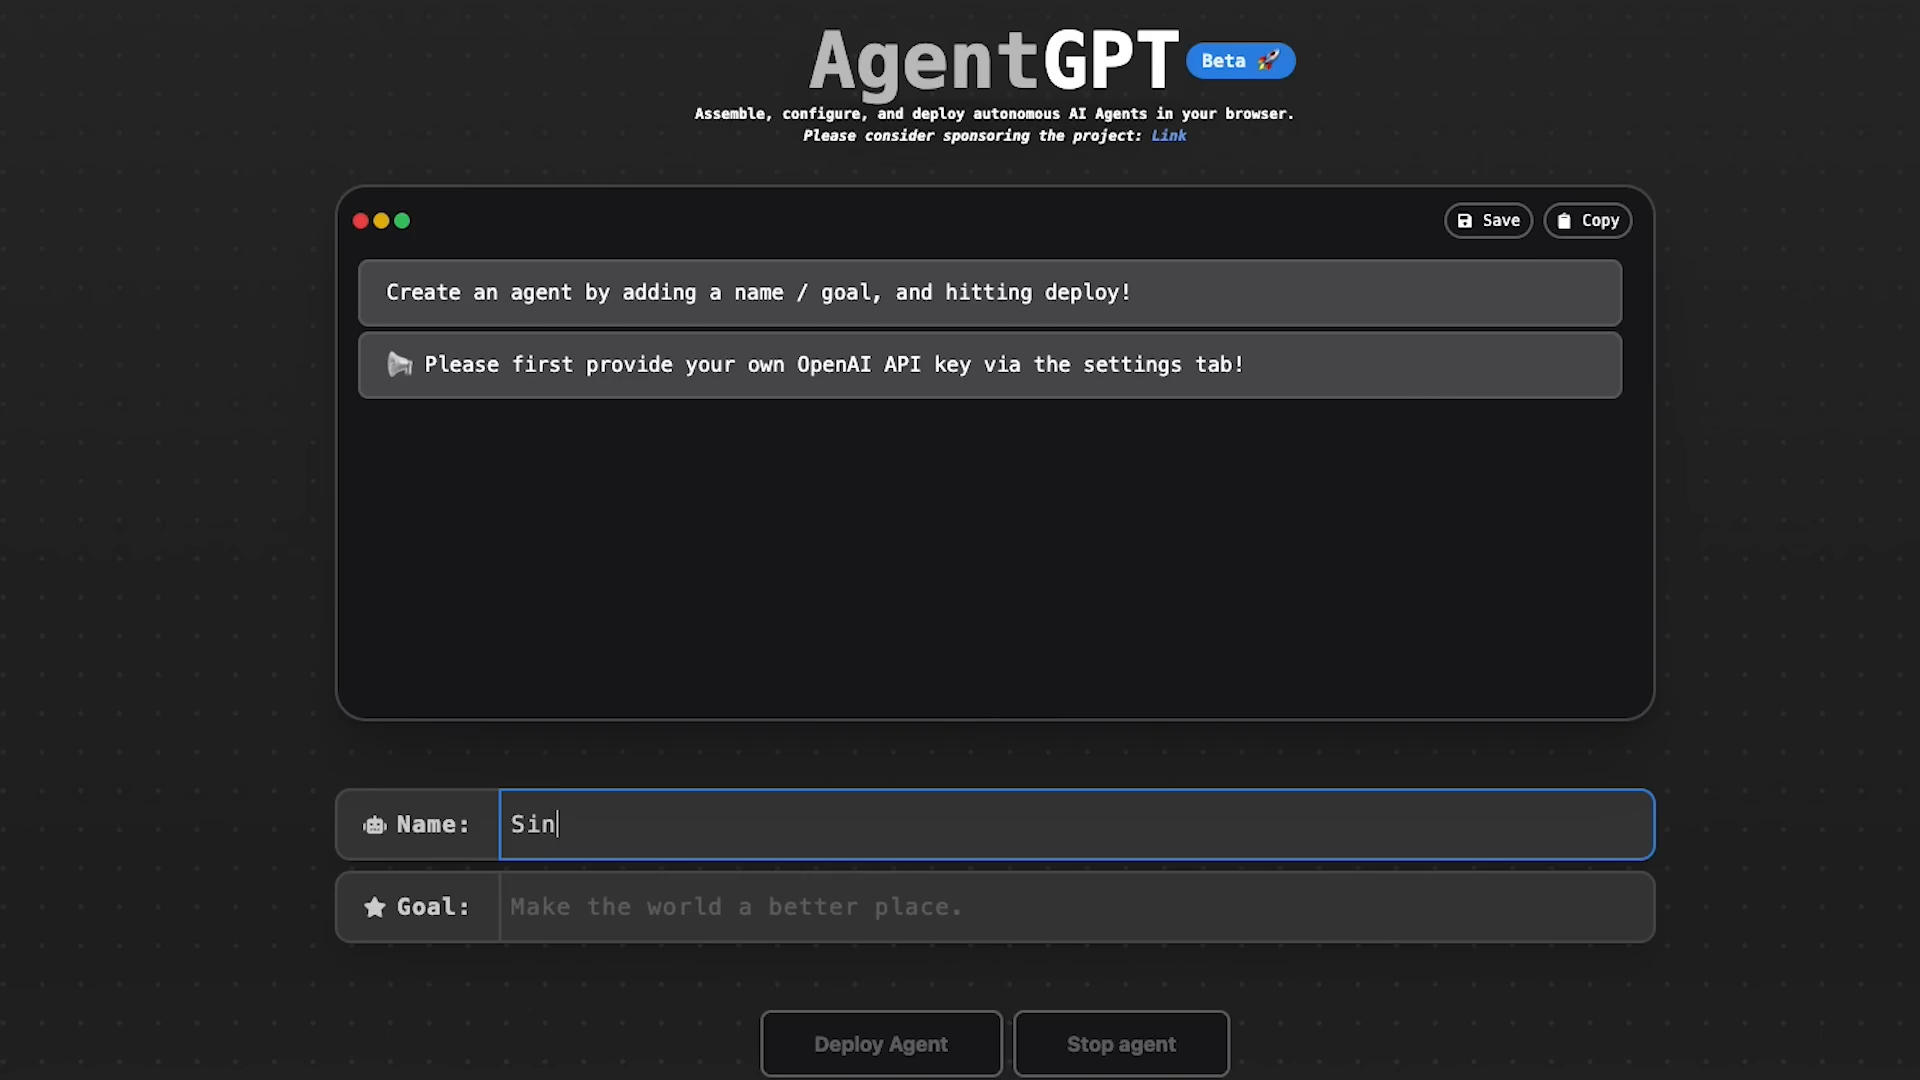 AgentGPT Beta 🚀
Assemble, configure, and deploy autonomous AI Agents in your browser.
Please consider sponsoring the project: Link
Save Copy
Create an agent by adding a name / goal, and hitting deploy!
📢 Please first provide your own OpenAI API key via the settings tab!
Name: Sin
Goal: Make the world a better place.
Deploy Agent Stop agent